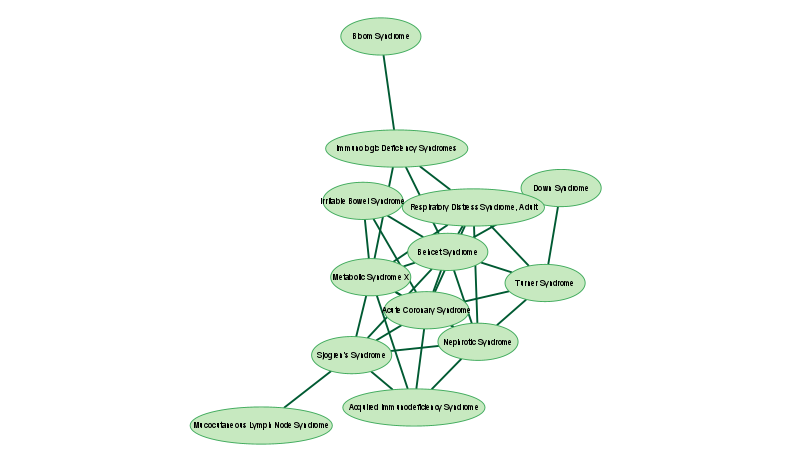 Bloom Syndrome
Immunologic Deficiency Syndromes
Down Syndrome
Irritable Bowel Syndrome
Respiratory Distress Syndrome, Adult
Behcet Syndrome
Metabolic Syndrome X
Turner Syndrome
Acute Coronary Syndrome
Nephrotic Syndrome
Sjogren's Syndrome
Acquired Immunodeficiency Syndrome
Mucocutaneous Lymph Node Syndrome